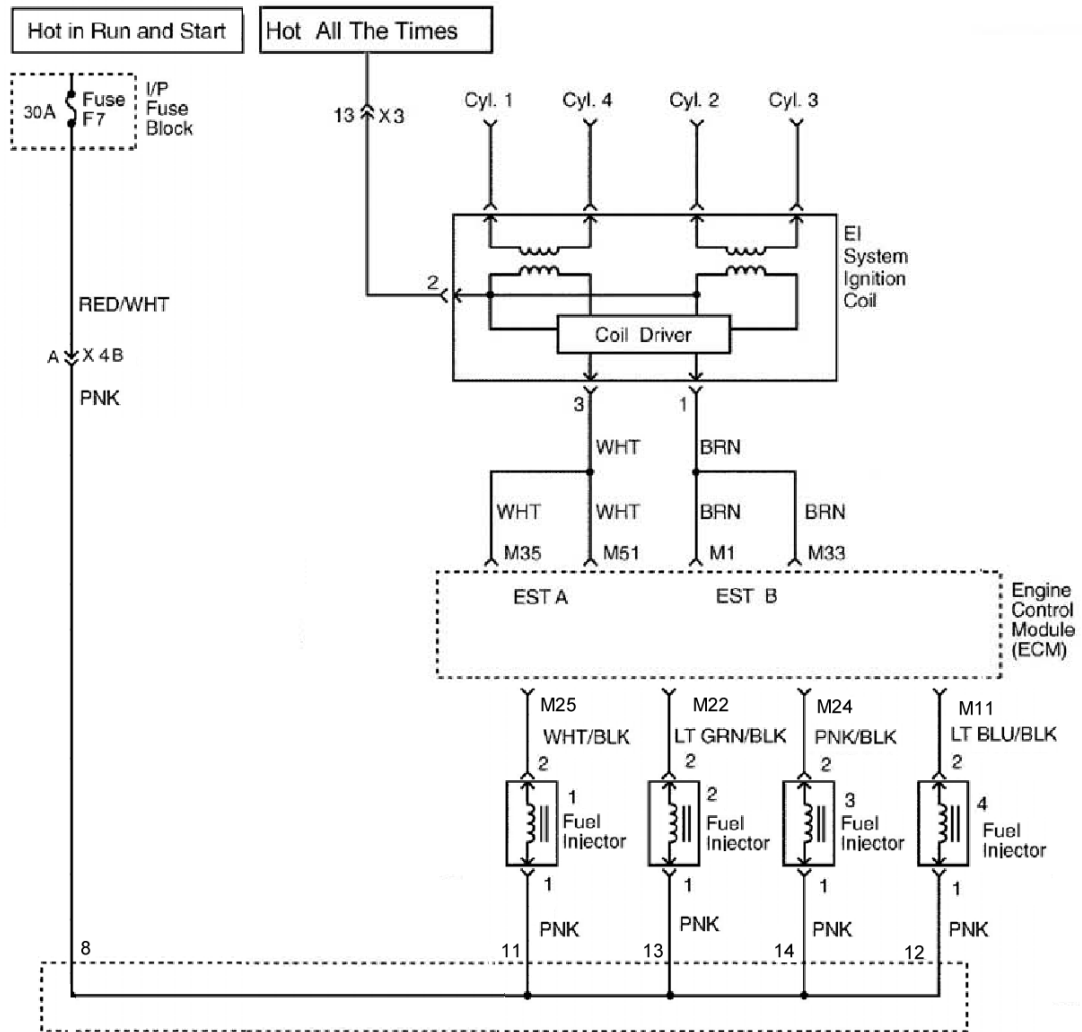 Hot in Run and Start
Hot All The Times
30A
Fuse
F7
I/P
Fuse
Block
13
X3
Cyl. 1
Cyl. 4
Cyl. 2
Cyl. 3
EI
System
Ignition
Coil
2
RED/WHT
Coil Driver
A
X 4B
PNK
3
1
WHT
BRN
WHT
WHT
BRN
BRN
M35
M51
M1
M33
EST A
EST B
Engine
Control
Module
(ECM)
M25
M22
M24
M11
WHT/BLK
LT GRN/BLK
PNK/BLK
LT BLU/BLK
2
2
2
2
1
Fuel
Injector
2
Fuel
Injector
3
Fuel
Injector
4
Fuel
Injector
1
1
1
1
PNK
PNK
PNK
PNK
8
11
13
14
12